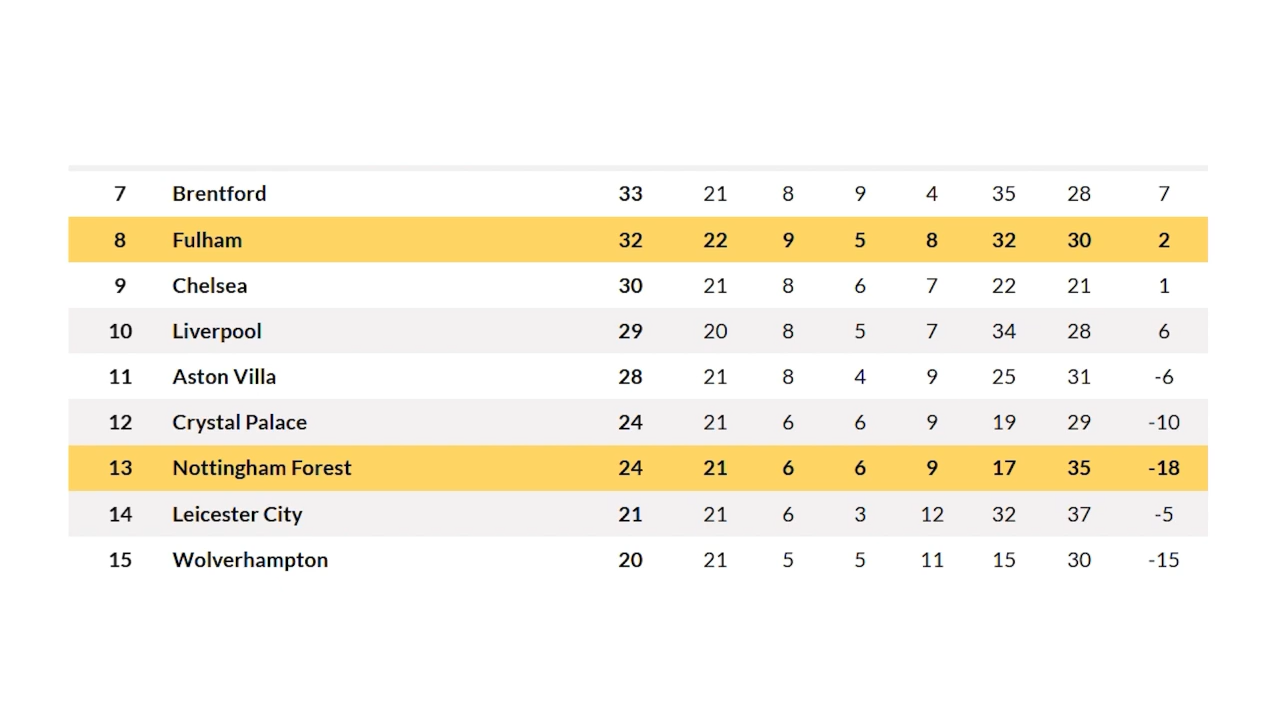 7 Brentford 33 21 8 9 4 35 28 7
8 Fulham 32 22 9 5 8 32 30 2
9 Chelsea 30 21 8 6 7 22 21 1
10 Liverpool 29 20 8 5 7 34 28 6
11 Aston Villa 28 21 8 4 9 25 31 -6
12 Crystal Palace 24 21 6 6 9 19 29 -10
13 Nottingham Forest 24 21 6 6 9 17 35 -18
14 Leicester City 21 21 6 3 12 32 37 -5
15 Wolverhampton 20 21 5 5 11 15 30 -15